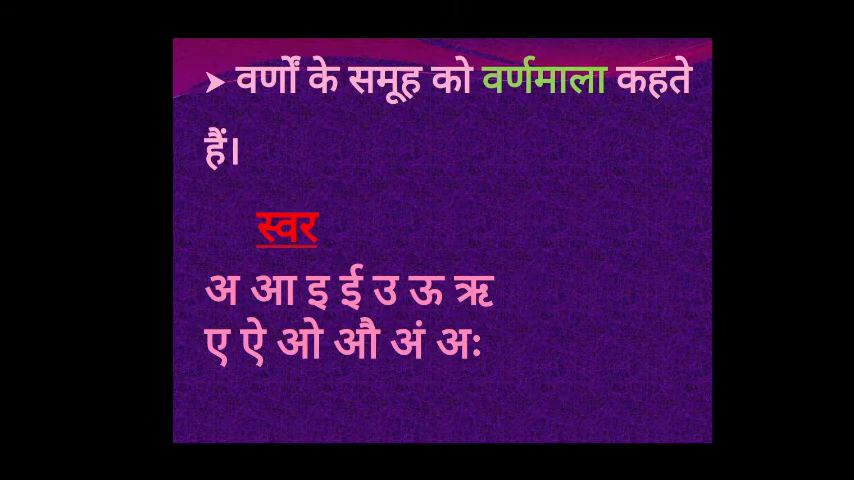 ➤ वर्णों के समूह को वर्णमाला कहते
हैं।
स्वर
अ आ इ ई उ ऊ ऋ
ए ऐ ओ औ अं अः